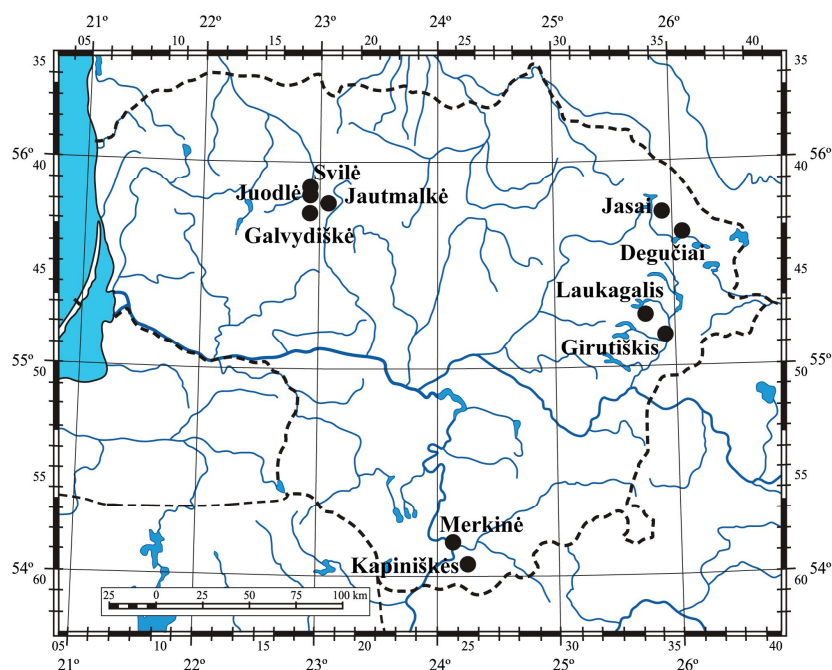 21° 22° 23° 24° 25° 26°
05 10 15 20 25 30 35 40
35 35
56° 56°
40 40
Svilė
Juodlė Jautmalkė
Galvydiškė
Jasai
Degučiai
45 45
Laukagalis
Girutiškis
55° 55°
50 50
55 55
Merkinė
Kapiniškės
54° 54°
60 60
25 0 25 50 75 100 km
05 10 15 20 25 30 35 40
21° 22° 23° 24° 25° 26°